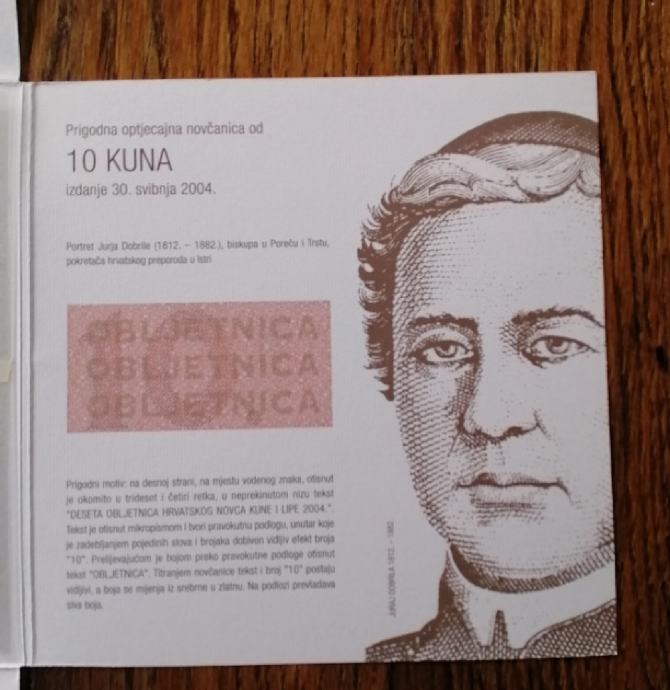 Prigodna optjecajna novčanica od
10 KUNA
izdanje 30. svibnja 2004.
Portret Jurja Dobrile (1812. – 1882.), biskupa u Poreču i Trstu,
pokretača hrvatskog preporoda u Istri
OBLJETNICA
OBLJETNICA
OBLJETNICA
Prigodni motiv: na desnoj strani, na mjestu vodenog znaka, otisnut
je okomito u trideset i četiri retka, u neprekinutom nizu tekst
"DESETA OBLJETNICA HRVATSKOG NOVCA KUNE I LIPE 2004.".
Tekst je otisnut mikropismom i tvori pravokutnu podlogu, unutar koje
je zadebljanjem pojedinih slova i brojaka dobiven vidljiv efekt broja
"10". Prelijevajućom je bojom preko pravokutne podloge otisnut
tekst "OBLJETNICA". Titranjem novčanice tekst i broj "10" postaju
vidljivi, a boja se mijenja iz srebrne u zlatnu. Na podlozi prevladava
siva boja.
JURAJ DOBRILA 1812. – 1882.